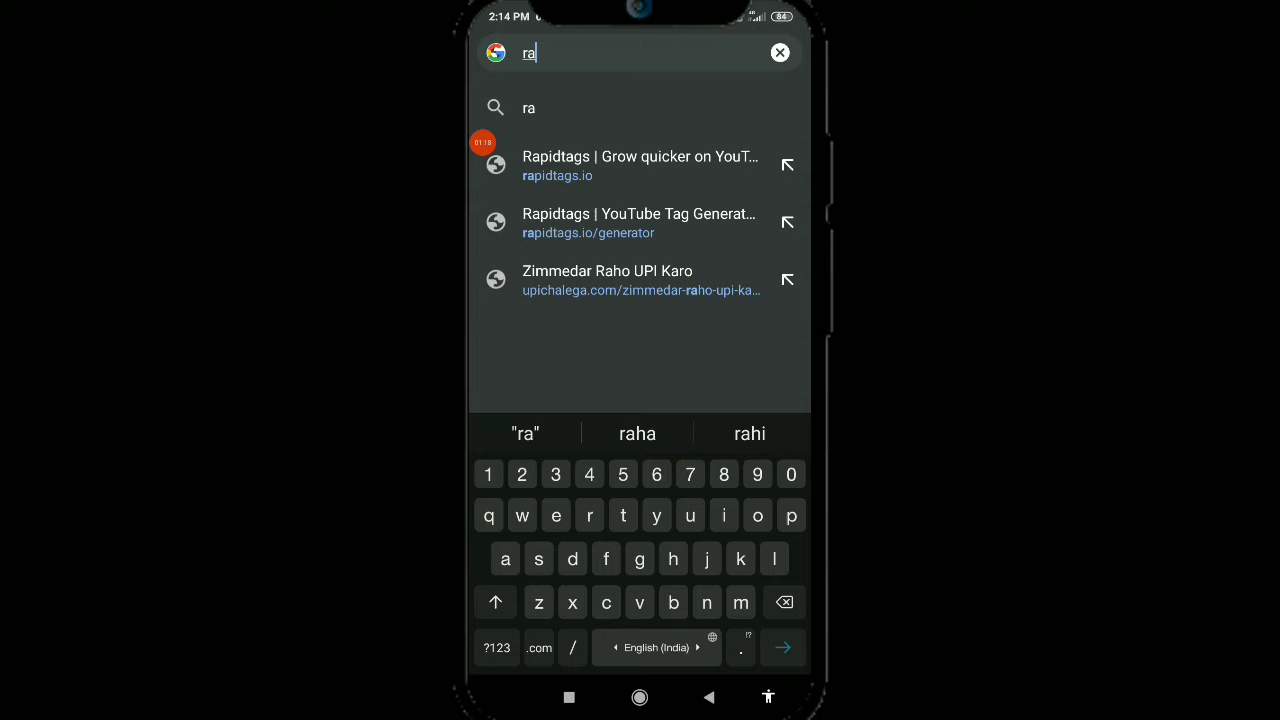 2:14 PM
84
ra
ra
01:18
Rapidtags | Grow quicker on YouT...
rapidtags.io
Rapidtags | YouTube Tag Generat...
rapidtags.io/generator
Zimmedar Raho UPI Karo
upichalega.com/zimmedar-raho-upi-ka...
"ra" raha rahi
1 2 3 4 5 6 7 8 9 0
q w e r t y u i o p
a s d f g h j k l
z x c v b n m
?123 .com / English (India) . !?